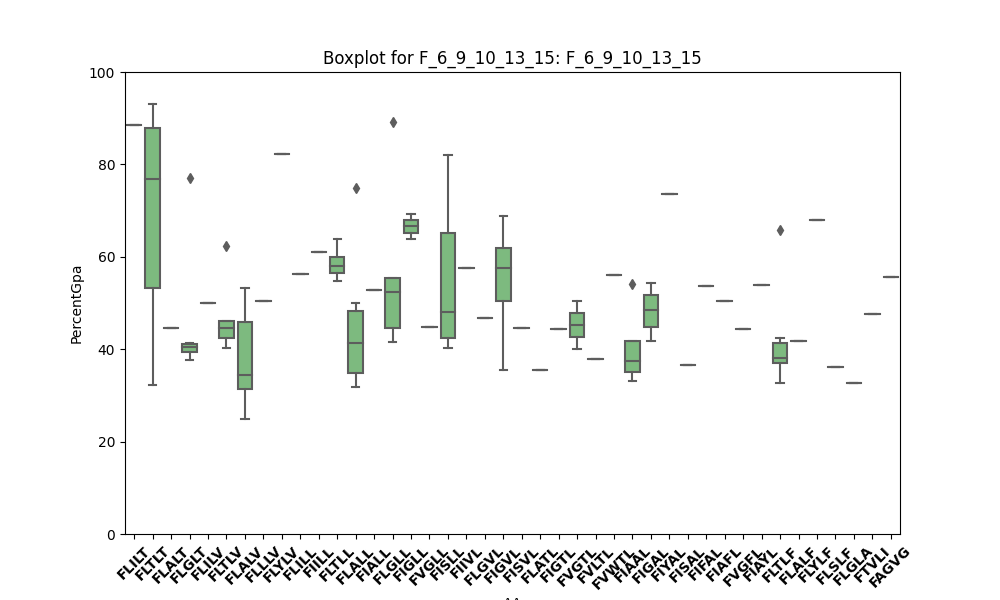 Boxplot for F_6_9_10_13_15: F_6_9_10_13_15
PercentGpa
100
80
60
40
20
0
FLILT
FLTLT
FLALT
FLGLT
FLILV
FLTLV
FLALV
FLLLV
FLYLV
FLILL
FIILL
FLTLL
FLALL
FIALL
FLGLL
FIGLL
FVGLL
FISLL
FIIVL
FLGVL
FIGVL
FISVL
FLATL
FIGTL
FVGTL
FVLTL
FVWTL
FIAAL
FIGAL
FIYAL
FISAL
FIFAL
FIAFL
FVGFL
FIAYL
FLTLF
FLALF
FLYLF
FLSLF
FLGLA
FTVLI
FAGVG